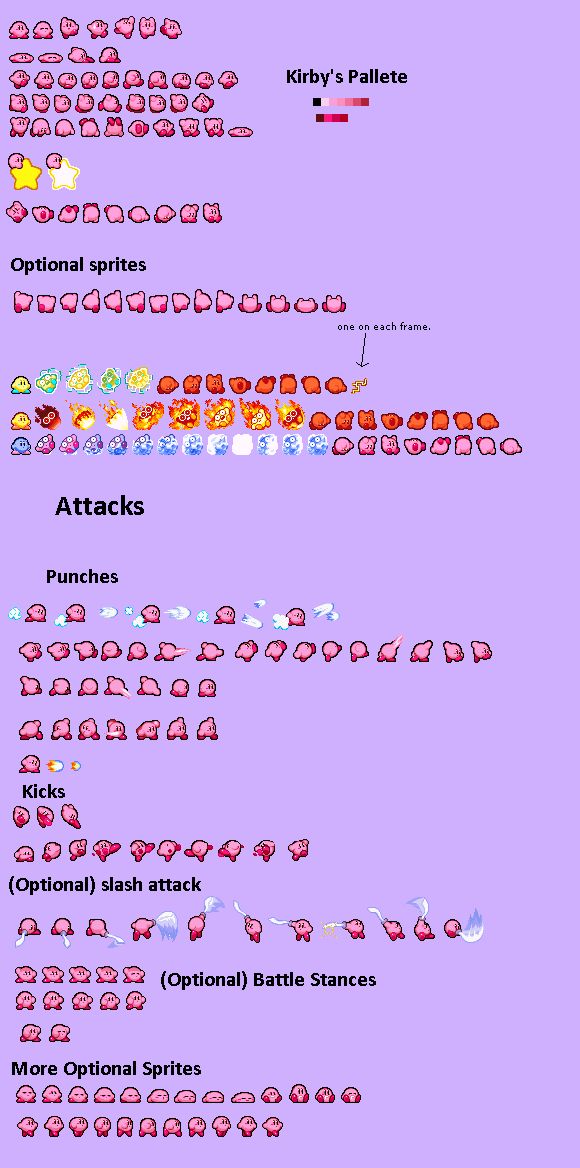 Kirby's Pallete
Optional sprites
one on each frame.
Attacks
Punches
Kicks
(Optional) slash attack
(Optional) Battle Stances
More Optional Sprites